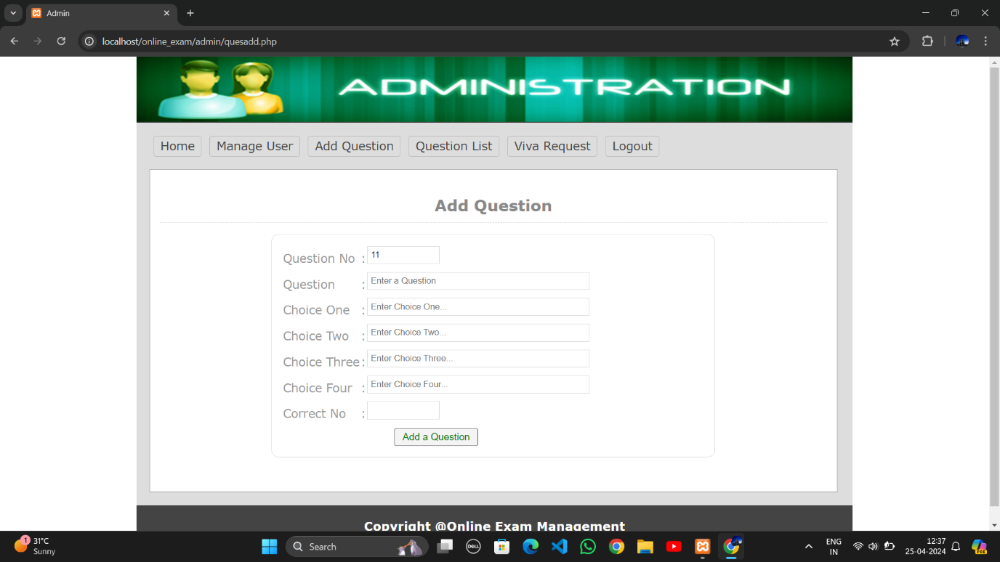 Admin
localhost/online_exam/admin/quesadd.php
ADMINISTRATION
Home Manage User Add Question Question List Viva Request Logout
Add Question
Question No : 11
Question : Enter a Question
Choice One : Enter Choice One...
Choice Two : Enter Choice Two...
Choice Three : Enter Choice Three...
Choice Four : Enter Choice Four...
Correct No :
Add a Question
Copyright @Online Exam Management
1 31°C
Sunny
Search
DELL
PRE
ENG
IN
12:37
25-04-2024